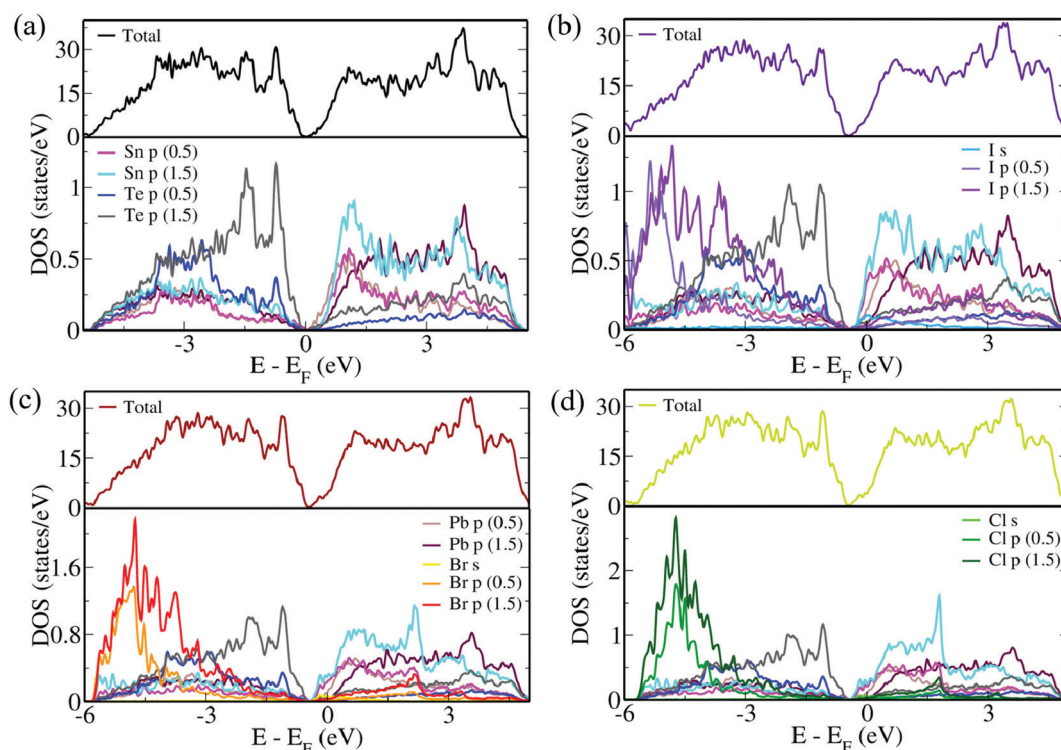 (a)
Total
30
15
0
DOS (states/eV)
Sn p (0.5)
Sn p (1.5)
Te p (0.5)
Te p (1.5)
1
0.5
0
-3 0 3
E - E_F (eV)
(b)
Total
30
15
0
DOS (states/eV)
I s
I p (0.5)
I p (1.5)
1
0.5
0
-6 -3 0 3
E - E_F (eV)
(c)
Total
30
15
0
DOS (states/eV)
Pb p (0.5)
Pb p (1.5)
Br s
Br p (0.5)
Br p (1.5)
1.6
0.8
0
-6 -3 0 3
E - E_F (eV)
(d)
Total
30
15
0
DOS (states/eV)
Cl s
Cl p (0.5)
Cl p (1.5)
2
1
0
-6 -3 0 3
E - E_F (eV)